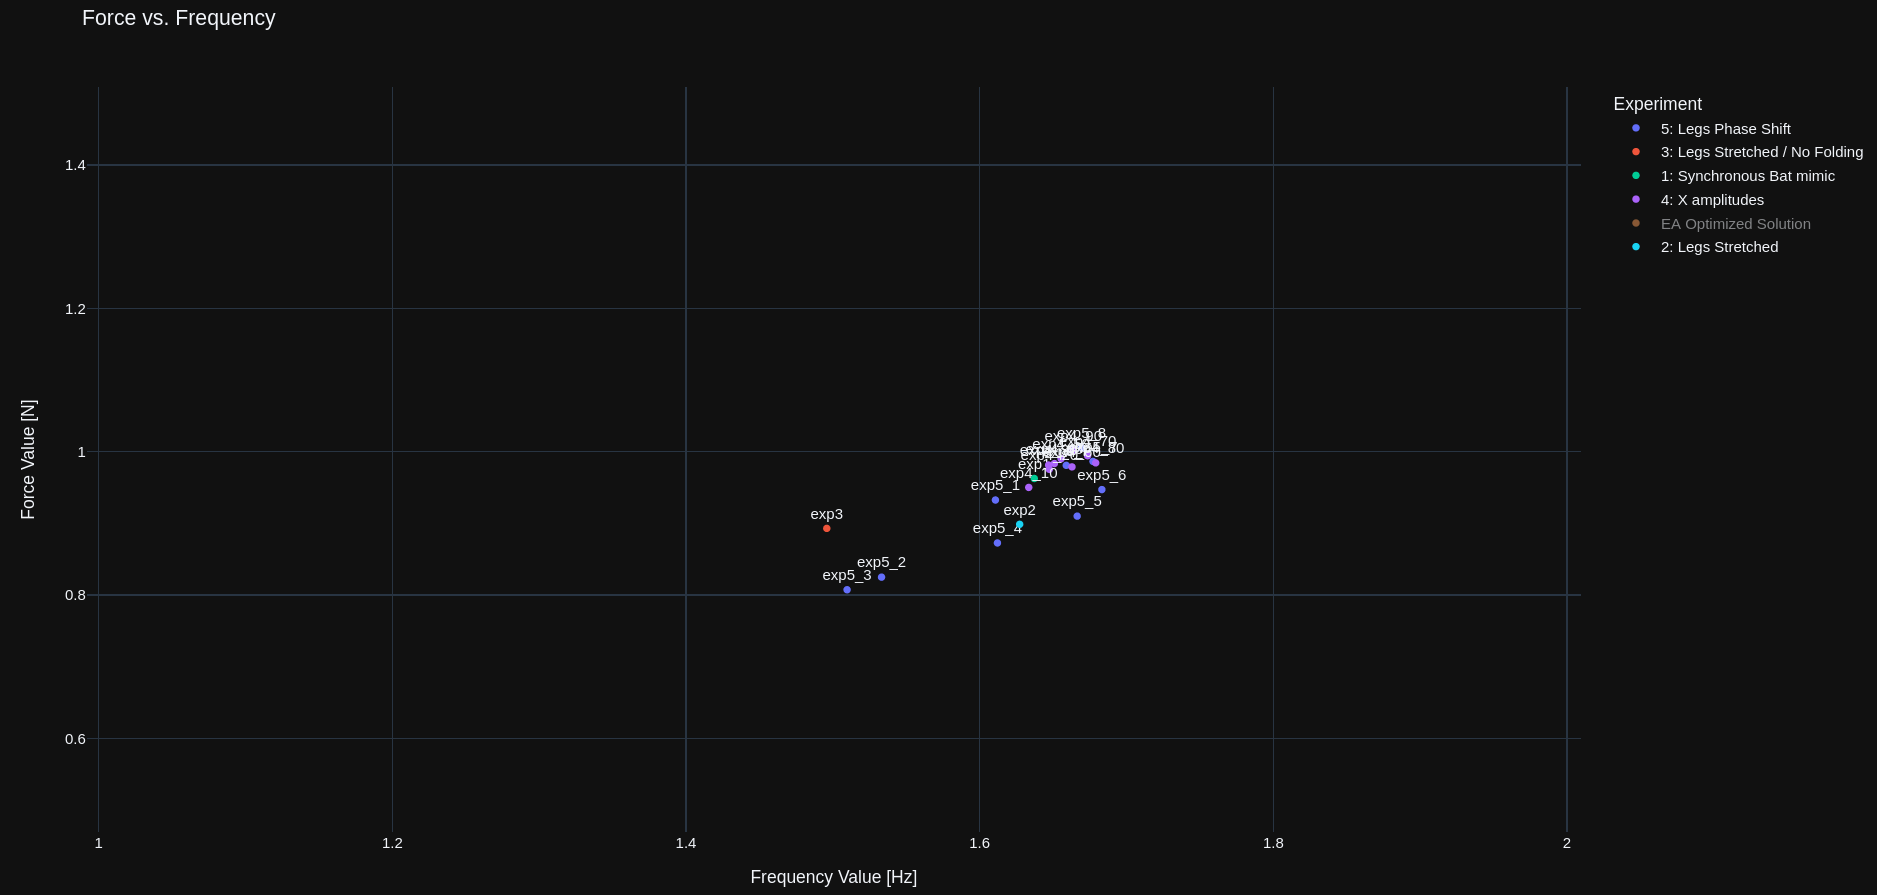 Force vs. Frequency
Experiment
5: Legs Phase Shift
3: Legs Stretched / No Folding
1: Synchronous Bat mimic
4: X amplitudes
EA Optimized Solution
2: Legs Stretched
1.4
1.2
1
0.8
0.6
Force Value [N]
exp5_8
exp4_10
exp5_6
exp5_1
exp5_5
exp2
exp3
exp5_4
exp5_2
exp5_3
1
1.2
1.4
1.6
1.8
2
Frequency Value [Hz]